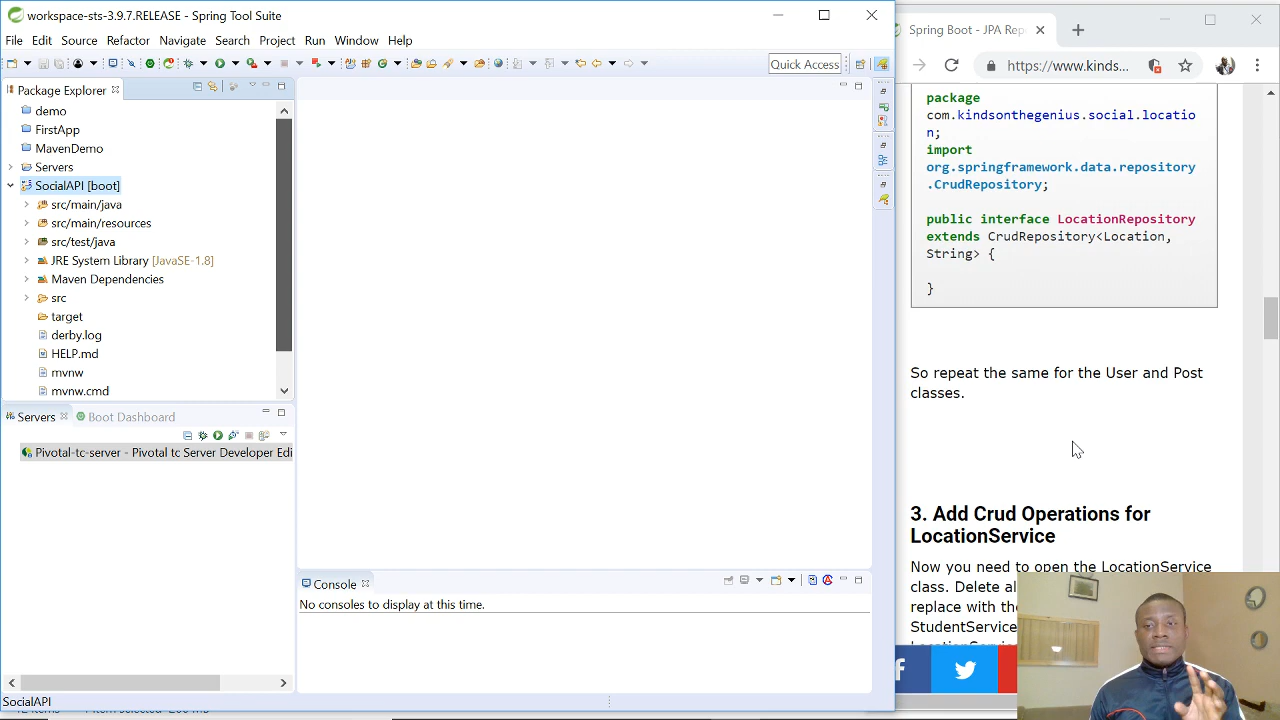 workspace-sts-3.9.7.RELEASE - Spring Tool Suite
File Edit Source Refactor Navigate Search Project Run Window Help
Quick Access
Package Explorer
demo
FirstApp
MavenDemo
Servers
SocialAPI [boot]
src/main/java
src/main/resources
src/test/java
JRE System Library [JavaSE-1.8]
Maven Dependencies
src
target
derby.log
HELP.md
mvnw
mvnw.cmd
Servers Boot Dashboard
Pivotal-tc-server - Pivotal tc Server Developer Edi
Console
No consoles to display at this time.
SocialAPI
Spring Boot - JPA Rep
https://www.kinds...
package
com.kindsonthegenius.social.locatio
n;
import
org.springframework.data.repository
.CrudRepository;
public interface LocationRepository
extends CrudRepository<Location,
String> {
}
So repeat the same for the User and Post
classes.
3. Add Crud Operations for
LocationService
Now you need to open the LocationService
class. Delete al
replace with the
StudentService